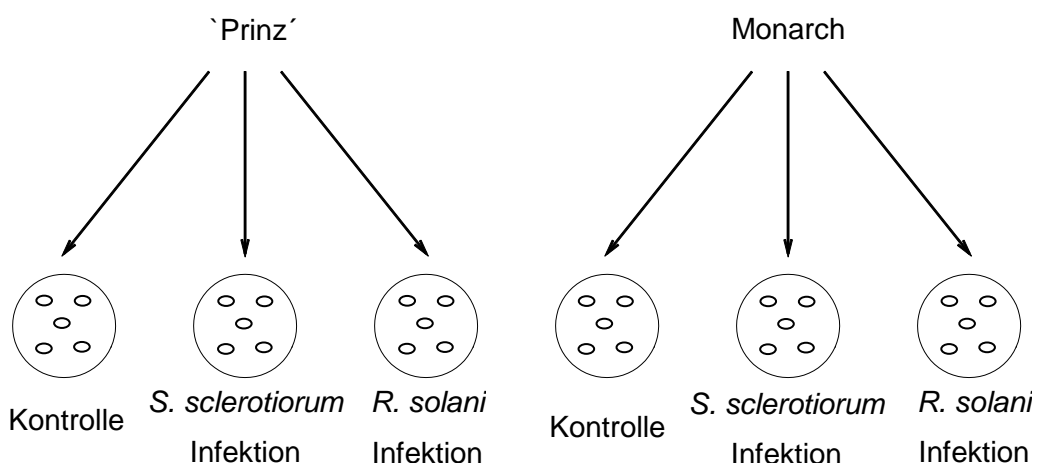 `Prinz´
Monarch
Kontrolle
S. sclerotiorum
Infektion
R. solani
Infektion
Kontrolle
S. sclerotiorum
Infektion
R. solani
Infektion